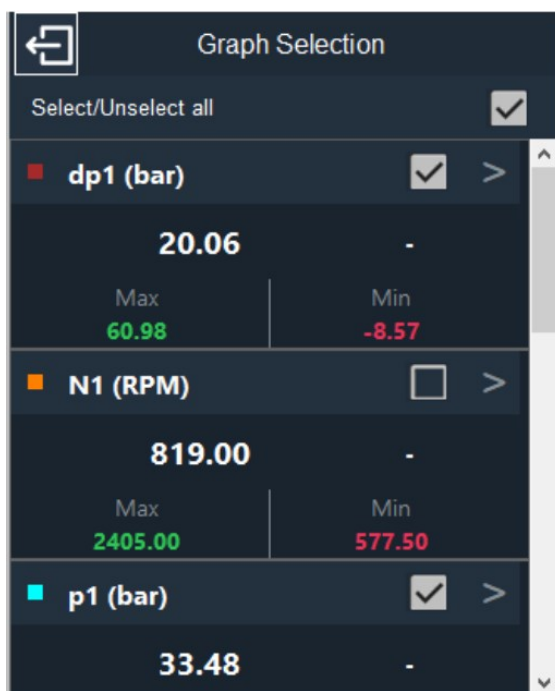 Graph Selection
Select/Unselect all
dp1 (bar) >
20.06 -
Max Min
60.98 -8.57
N1 (RPM) >
819.00 -
Max Min
2405.00 577.50
p1 (bar) >
33.48 -